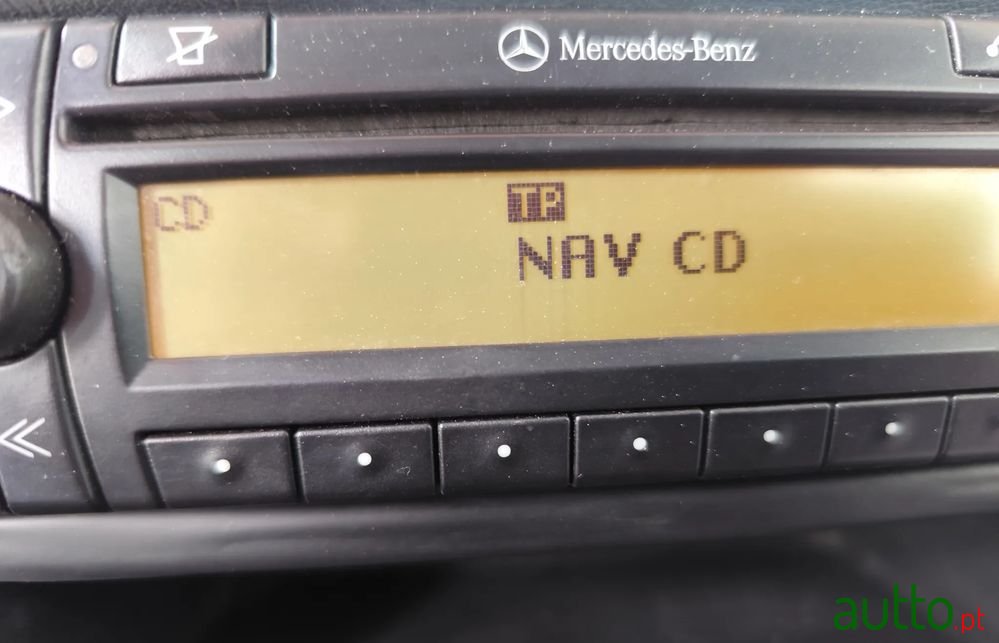 Mercedes-Benz
CD
TP
NAV CD
autto.pt